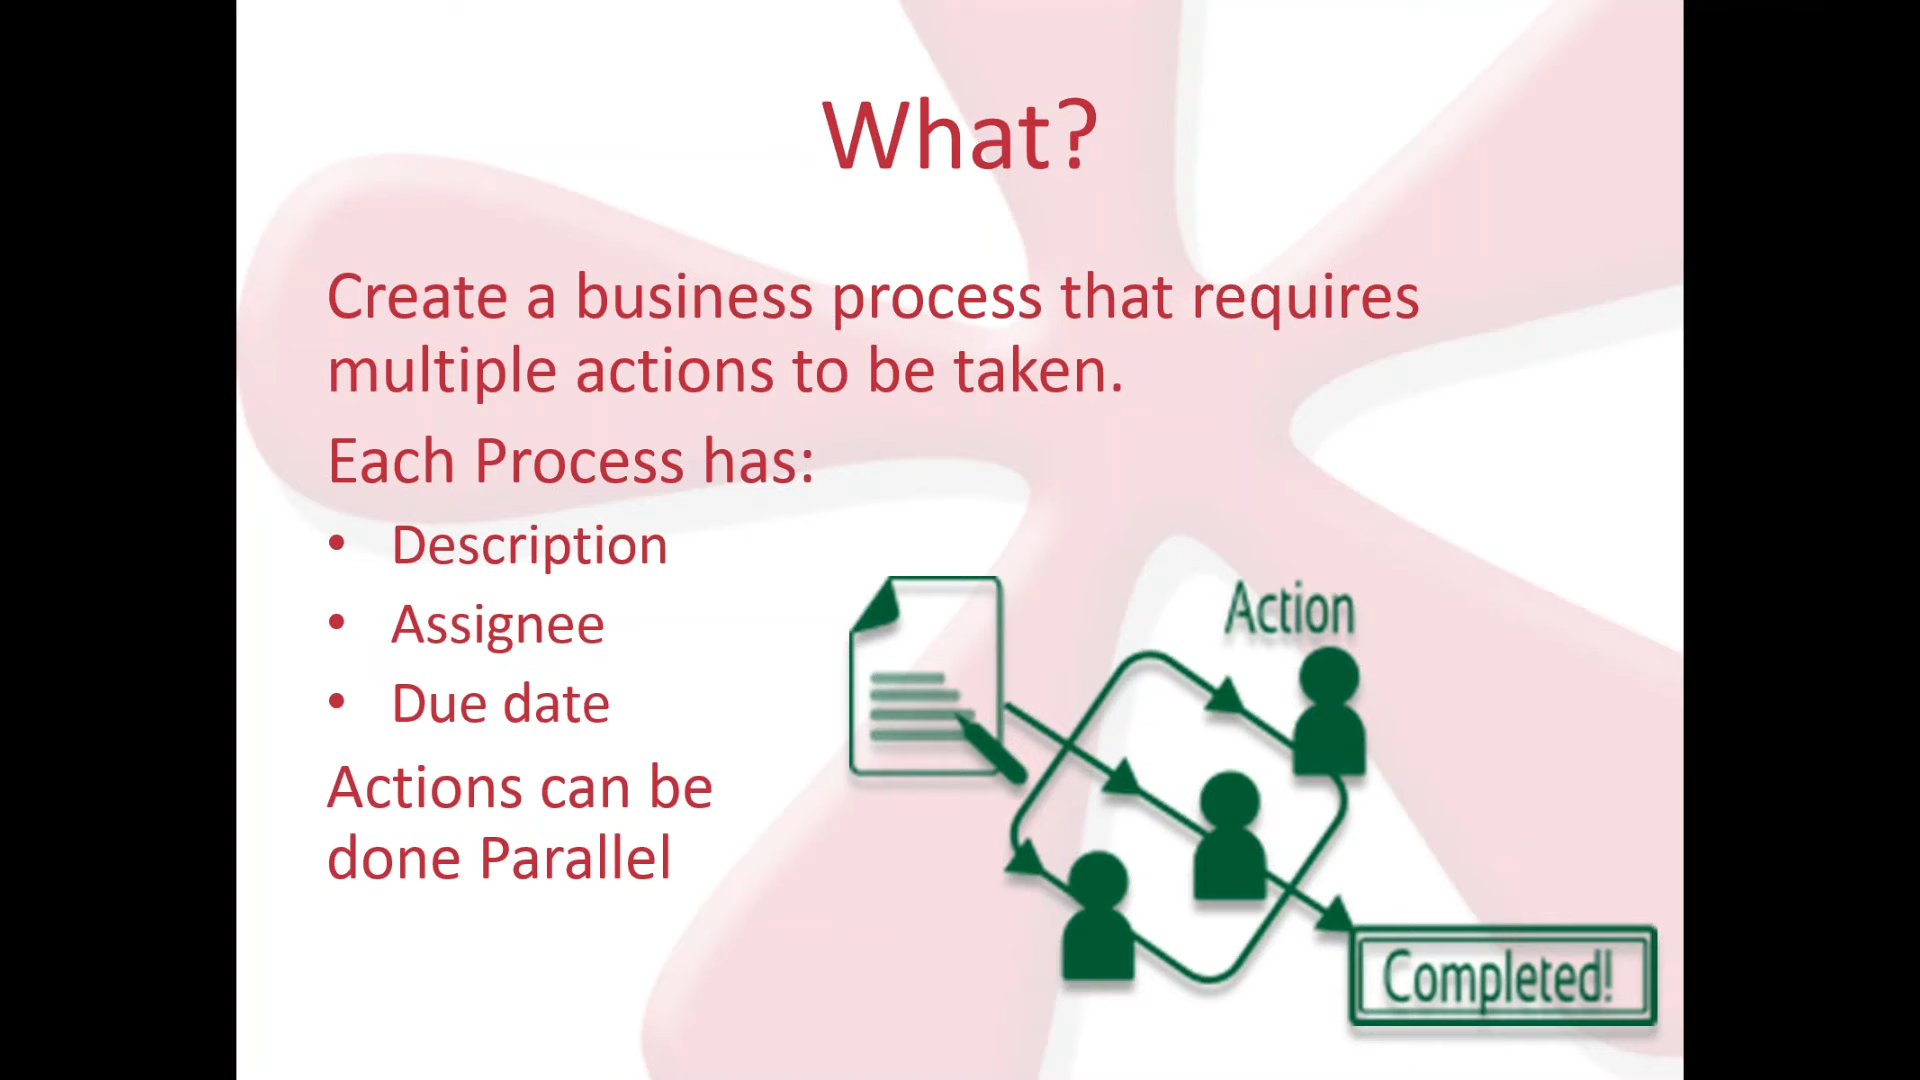 What?
Create a business process that requires
multiple actions to be taken.
Each Process has:
• Description
• Assignee
• Due date
Actions can be
done Parallel
Action
Completed!